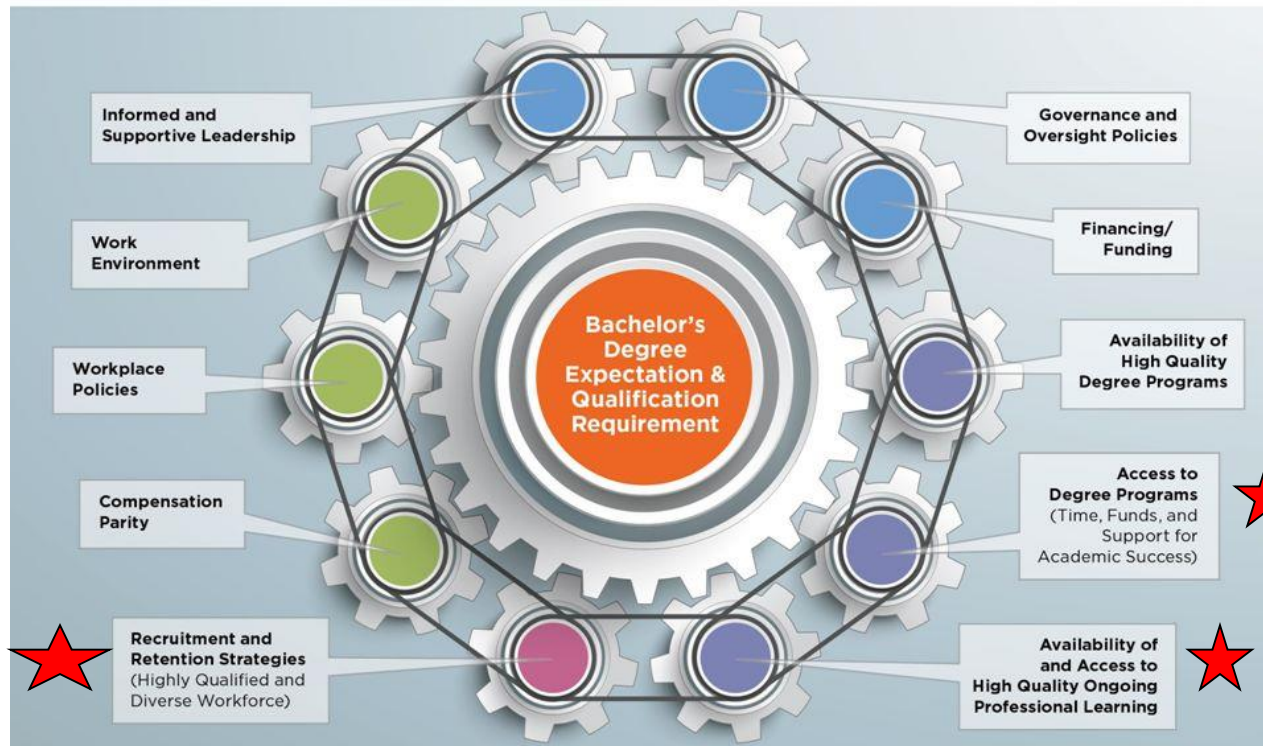 Informed and
Supportive Leadership
Governance and
Oversight Policies
Work
Environment
Financing/
Funding
Bachelor's
Degree
Expectation &
Qualification
Requirement
Workplace
Policies
Availability of
High Quality
Degree Programs
Compensation
Parity
Access to
Degree Programs
(Time, Funds, and
Support for
Academic Success)
Recruitment and
Retention Strategies
(Highly Qualified and
Diverse Workforce)
Availability of
and Access to
High Quality Ongoing
Professional Learning